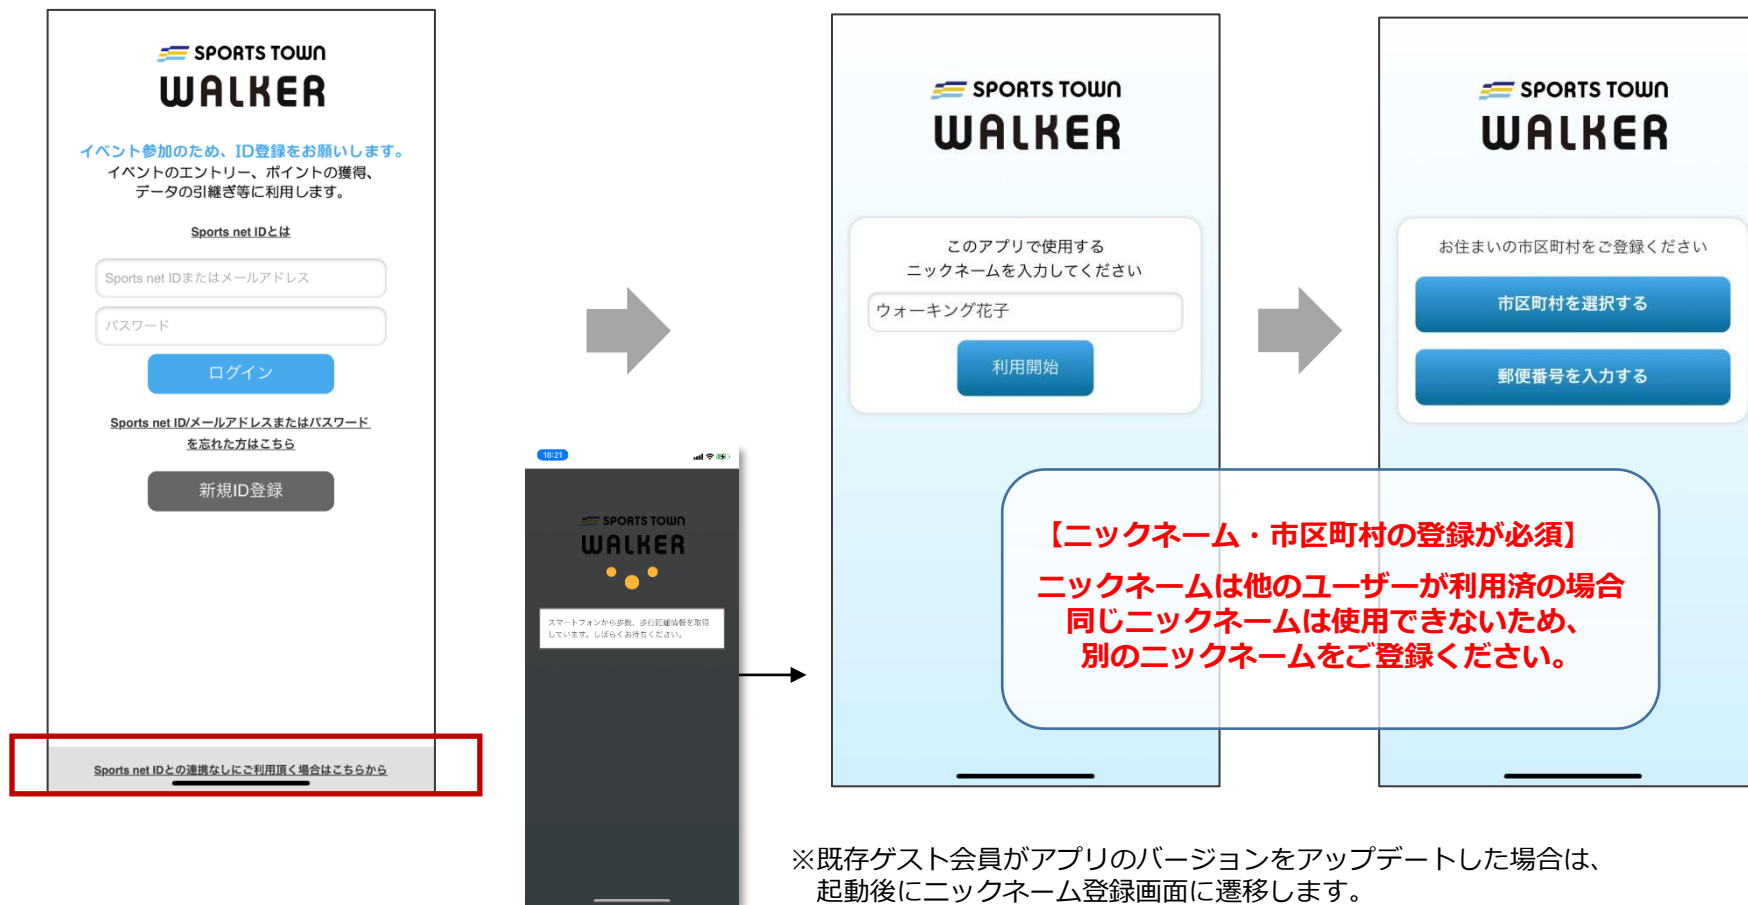 SPORTS TOWN
WALKER
イベント参加のため、ID登録をお願いします。
イベントのエントリー、ポイントの獲得、
データの引継ぎ等に利用します。
Sports net IDとは
Sports net IDまたはメールアドレス
パスワード
ログイン
Sports net ID/メールアドレスまたはパスワード
を忘れた方はこちら
新規ID登録
Sports net IDとの連携なしにご利用頂く場合はこちらから
18:21
SPORTS TOWN
WALKER
スマートフォンから歩数、歩行距離情報を取得
しています。しばらくお待ちください。
SPORTS TOWN
WALKER
このアプリで使用する
ニックネームを入力してください
ウォーキング花子
利用開始
SPORTS TOWN
WALKER
お住まいの市区町村をご登録ください
市区町村を選択する
郵便番号を入力する
【ニックネーム・市区町村の登録が必須】
ニックネームは他のユーザーが利用済の場合
同じニックネームは使用できないため、
別のニックネームをご登録ください。
※既存ゲスト会員がアプリのバージョンをアップデートした場合は、
起動後にニックネーム登録画面に遷移します。